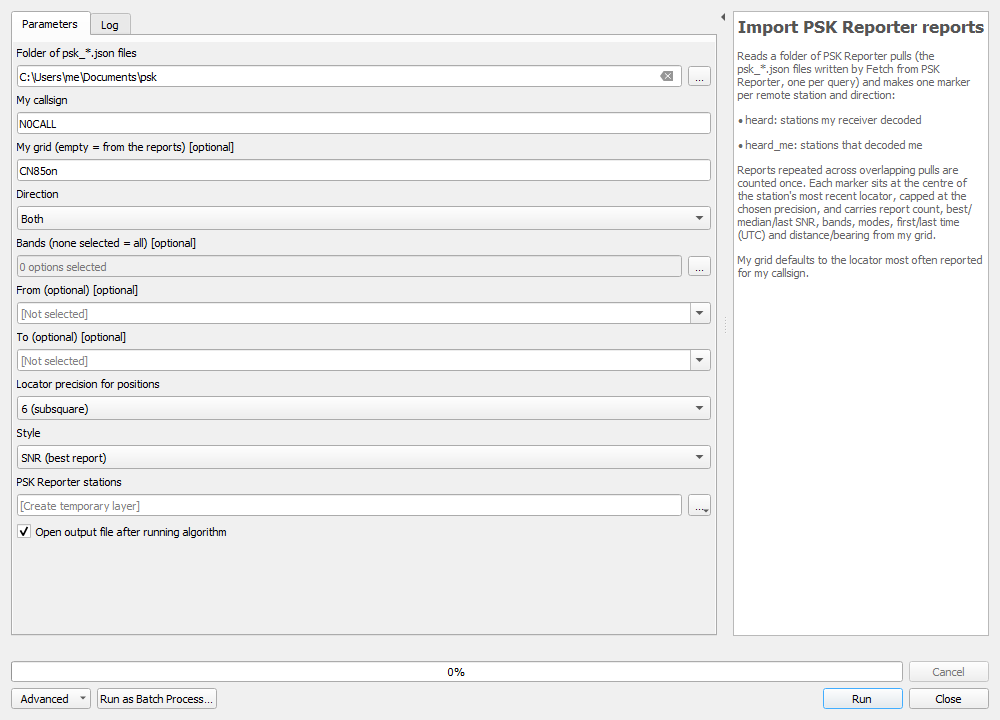 Parameters
Log
Folder of psk_*.json files
C:\Users\me\Documents\psk
...
My callsign
N0CALL
My grid (empty = from the reports) [optional]
CN85on
Direction
Both
Bands (none selected = all) [optional]
0 options selected
...
From (optional) [optional]
[Not selected]
To (optional) [optional]
[Not selected]
Locator precision for positions
6 (subsquare)
Style
SNR (best report)
PSK Reporter stations
[Create temporary layer]
...
Open output file after running algorithm
Import PSK Reporter reports
Reads a folder of PSK Reporter pulls (the
psk_*.json files written by Fetch from PSK
Reporter, one per query) and makes one marker
per remote station and direction:
• heard: stations my receiver decoded
• heard_me: stations that decoded me
Reports repeated across overlapping pulls are
counted once. Each marker sits at the centre of
the station's most recent locator, capped at the
chosen precision, and carries report count, best/
median/last SNR, bands, modes, first/last time
(UTC) and distance/bearing from my grid.
My grid defaults to the locator most often reported
for my callsign.
0%
Cancel
Advanced
Run as Batch Process...
Run
Close